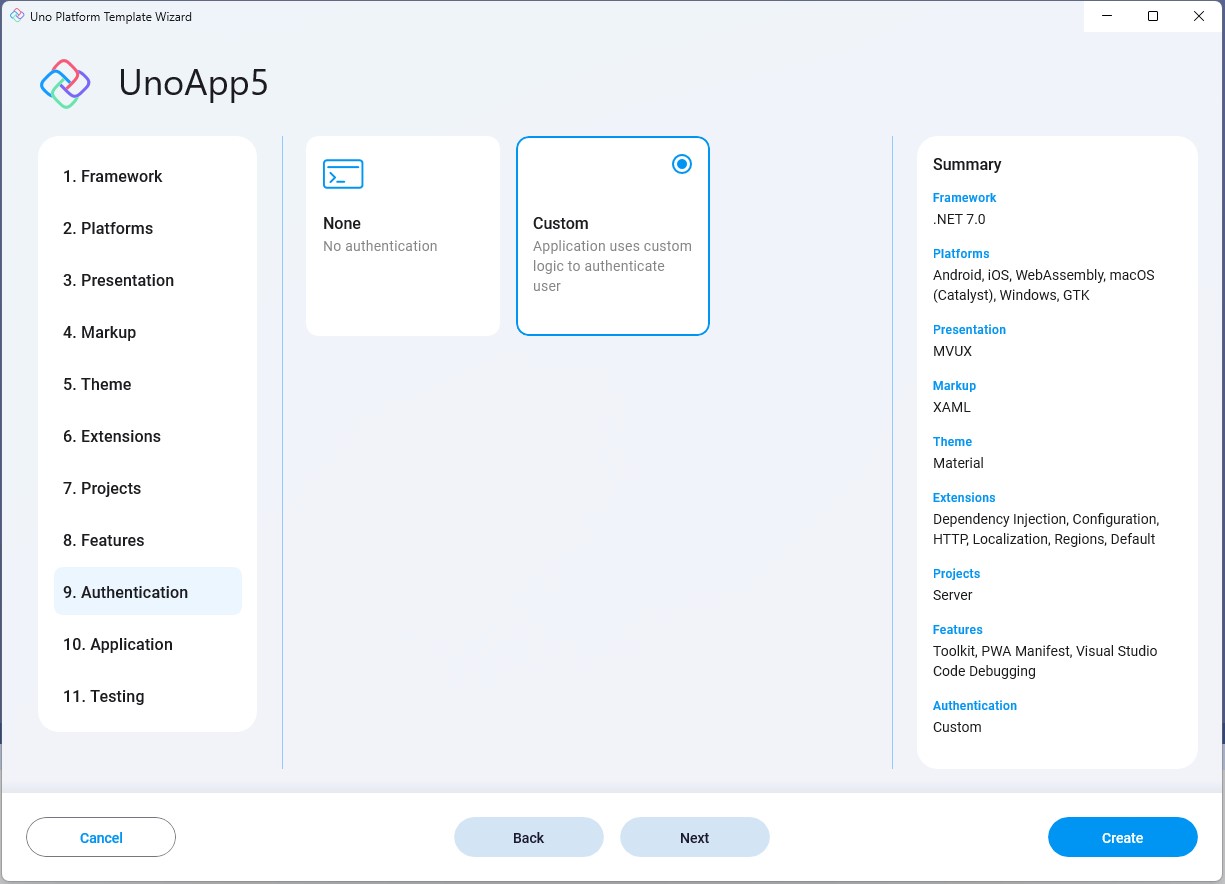 Uno Platform Template Wizard
UnoApp5
1. Framework
2. Platforms
3. Presentation
4. Markup
5. Theme
6. Extensions
7. Projects
8. Features
9. Authentication
10. Application
11. Testing
None
No authentication
Custom
Application uses custom
logic to authenticate
user
Summary
Framework
.NET 7.0
Platforms
Android, iOS, WebAssembly, macOS
(Catalyst), Windows, GTK
Presentation
MVUX
Markup
XAML
Theme
Material
Extensions
Dependency Injection, Configuration,
HTTP, Localization, Regions, Default
Projects
Server
Features
Toolkit, PWA Manifest, Visual Studio
Code Debugging
Authentication
Custom
Cancel
Back
Next
Create